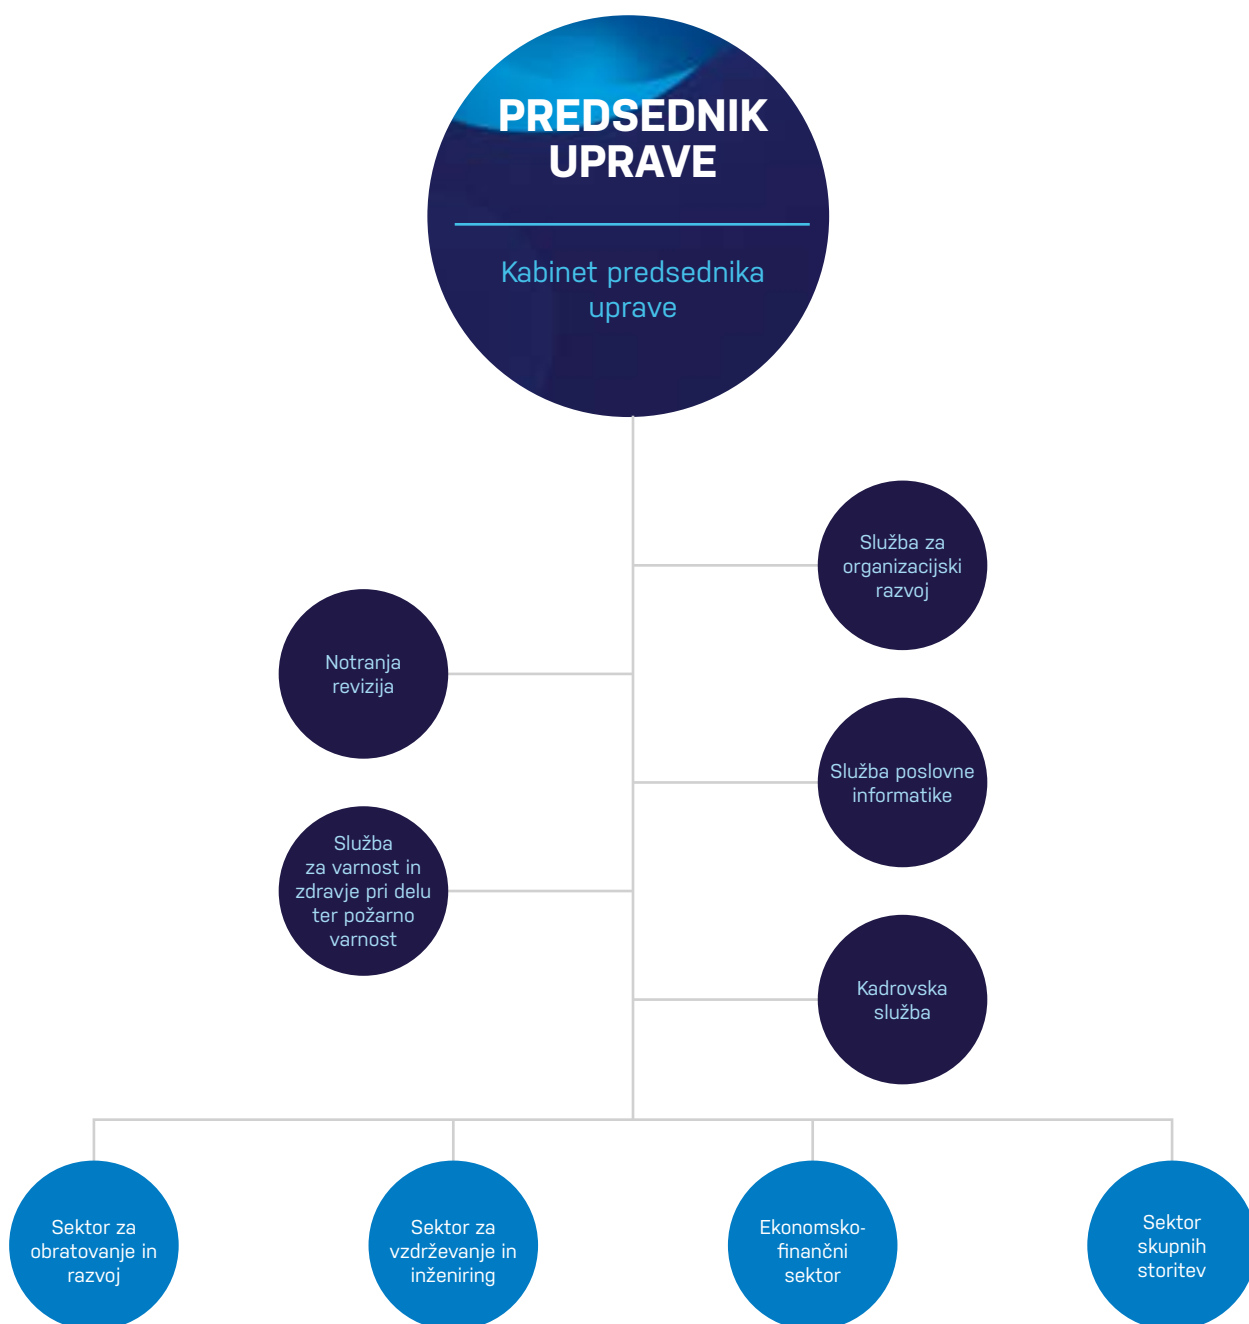 PREDSEDNIK
UPRAVE
Kabinet predsednika
uprave
Služba za
organizacijski
razvoj
Notranja
revizija
Služba poslovne
informatike
Služba
za varnost in
zdravje pri delu
ter požarno
varnost
Kadrovska
služba
Sektor za
obratovanje in
razvoj
Sektor za
vzdrževanje in
inženiring
Ekonomsko-
finančni
sektor
Sektor
skupnih
storitev